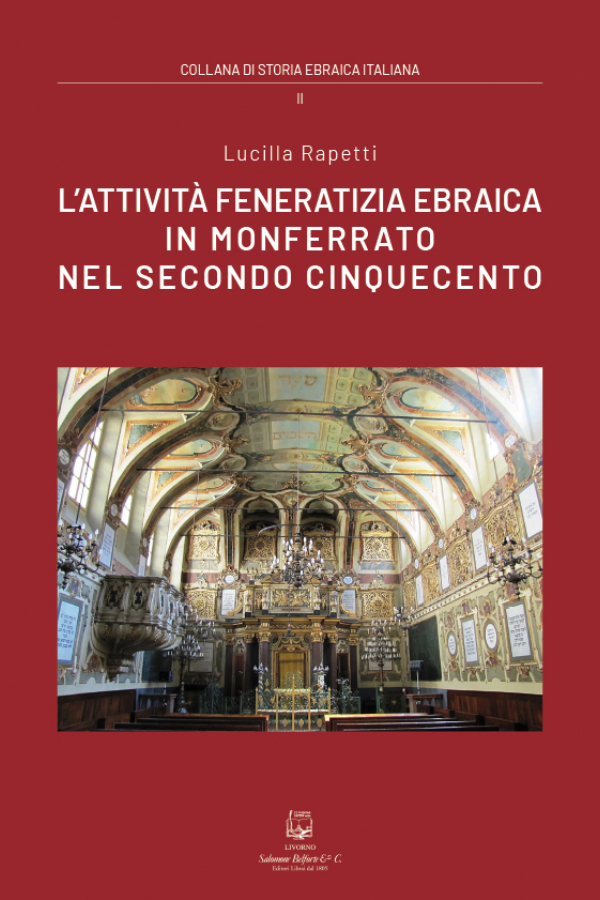 COLLANA DI STORIA EBRAICA ITALIANA
II
Lucilla Rapetti
L'ATTIVITÀ FENERATIZIA EBRAICA
IN MONFERRATO
NEL SECONDO CINQUECENTO
LIVORNO
Salomone Belforte & C.
Editori Librai dal 1805